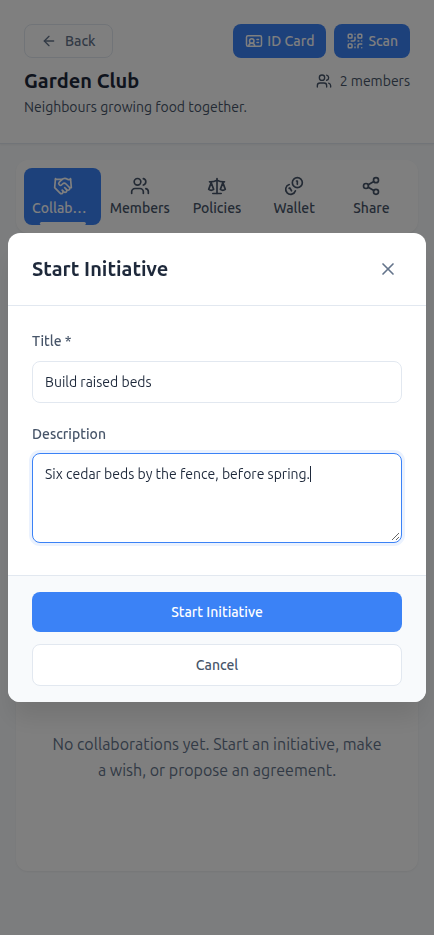 Back
ID Card
Scan
Garden Club
2 members
Neighbours growing food together.
Collab...
Members
Policies
Wallet
Share
Start Initiative
Title *
Build raised beds
Description
Six cedar beds by the fence, before spring.
Start Initiative
Cancel
No collaborations yet. Start an initiative, make
a wish, or propose an agreement.